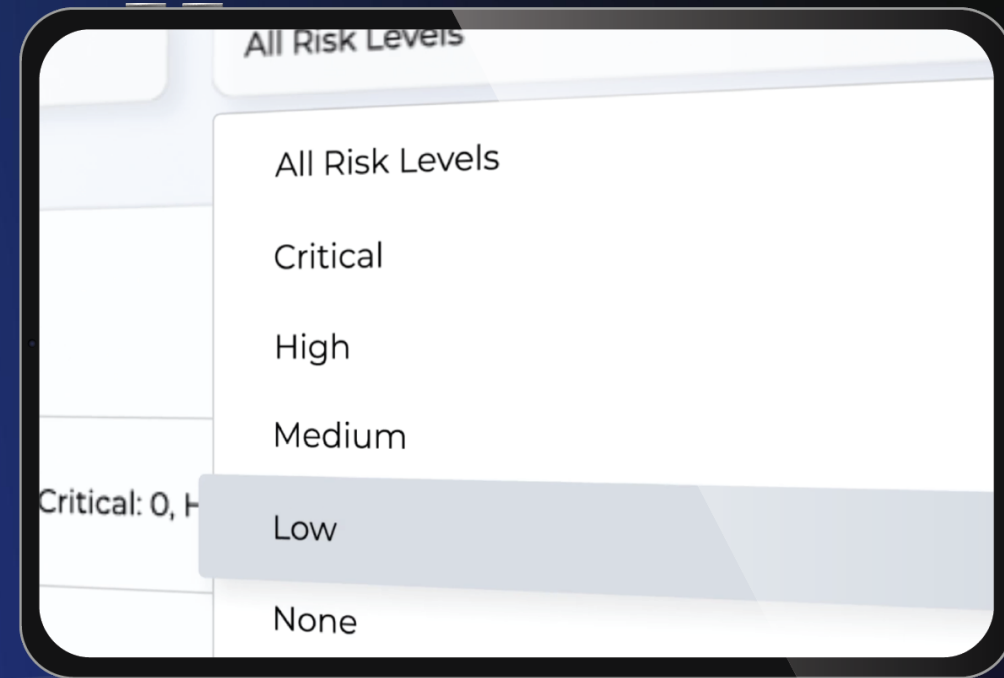 All Risk Levels
All Risk Levels
Critical
High
Medium
Critical: 0, H
Low
None